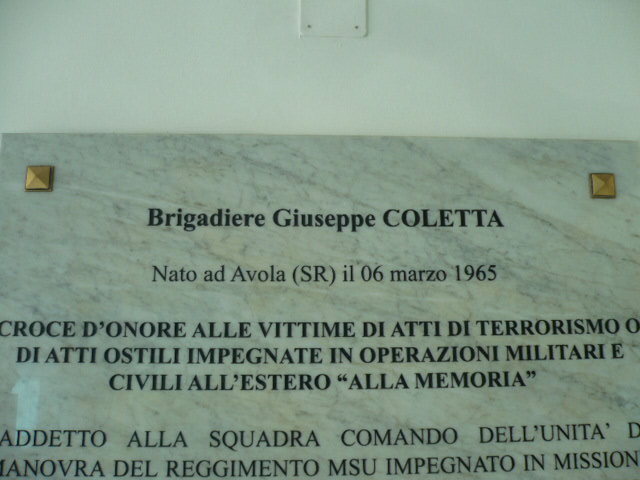 Brigadiere Giuseppe COLETTA
Nato ad Avola (SR) il 06 marzo 1965
CROCE D'ONORE ALLE VITTIME DI ATTI DI TERRORISMO O
DI ATTI OSTILI IMPEGNATE IN OPERAZIONI MILITARI E
CIVILI ALL'ESTERO “ALLA MEMORIA”
ADDETTO ALLA SQUADRA COMANDO DELL'UNITA' D
MANOVRA DEL REGGIMENTO MSU IMPEGNATO IN MISSION